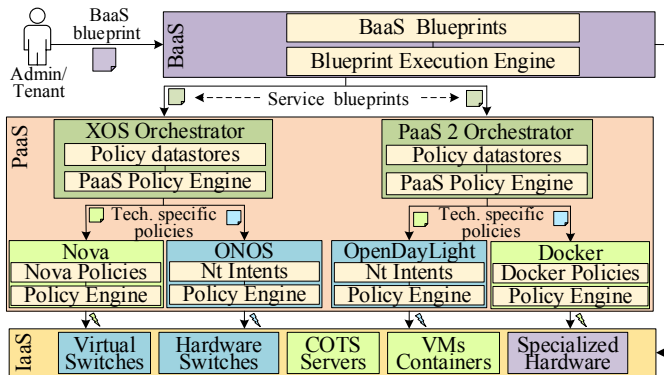 BaaS
blueprint
Admin/
Tenant
BaaS
BaaS Blueprints
Blueprint Execution Engine
Service blueprints
PaaS
XOS Orchestrator
Policy datastores
PaaS Policy Engine
PaaS 2 Orchestrator
Policy datastores
PaaS Policy Engine
Tech. specific
policies
Tech. specific
policies
Nova
Nova Policies
Policy Engine
ONOS
Nt Intents
Policy Engine
OpenDayLight
Nt Intents
Policy Engine
Docker
Docker Policies
Policy Engine
IaaS
Virtual
Switches
Hardware
Switches
COTS
Servers
VMs
Containers
Specialized
Hardware